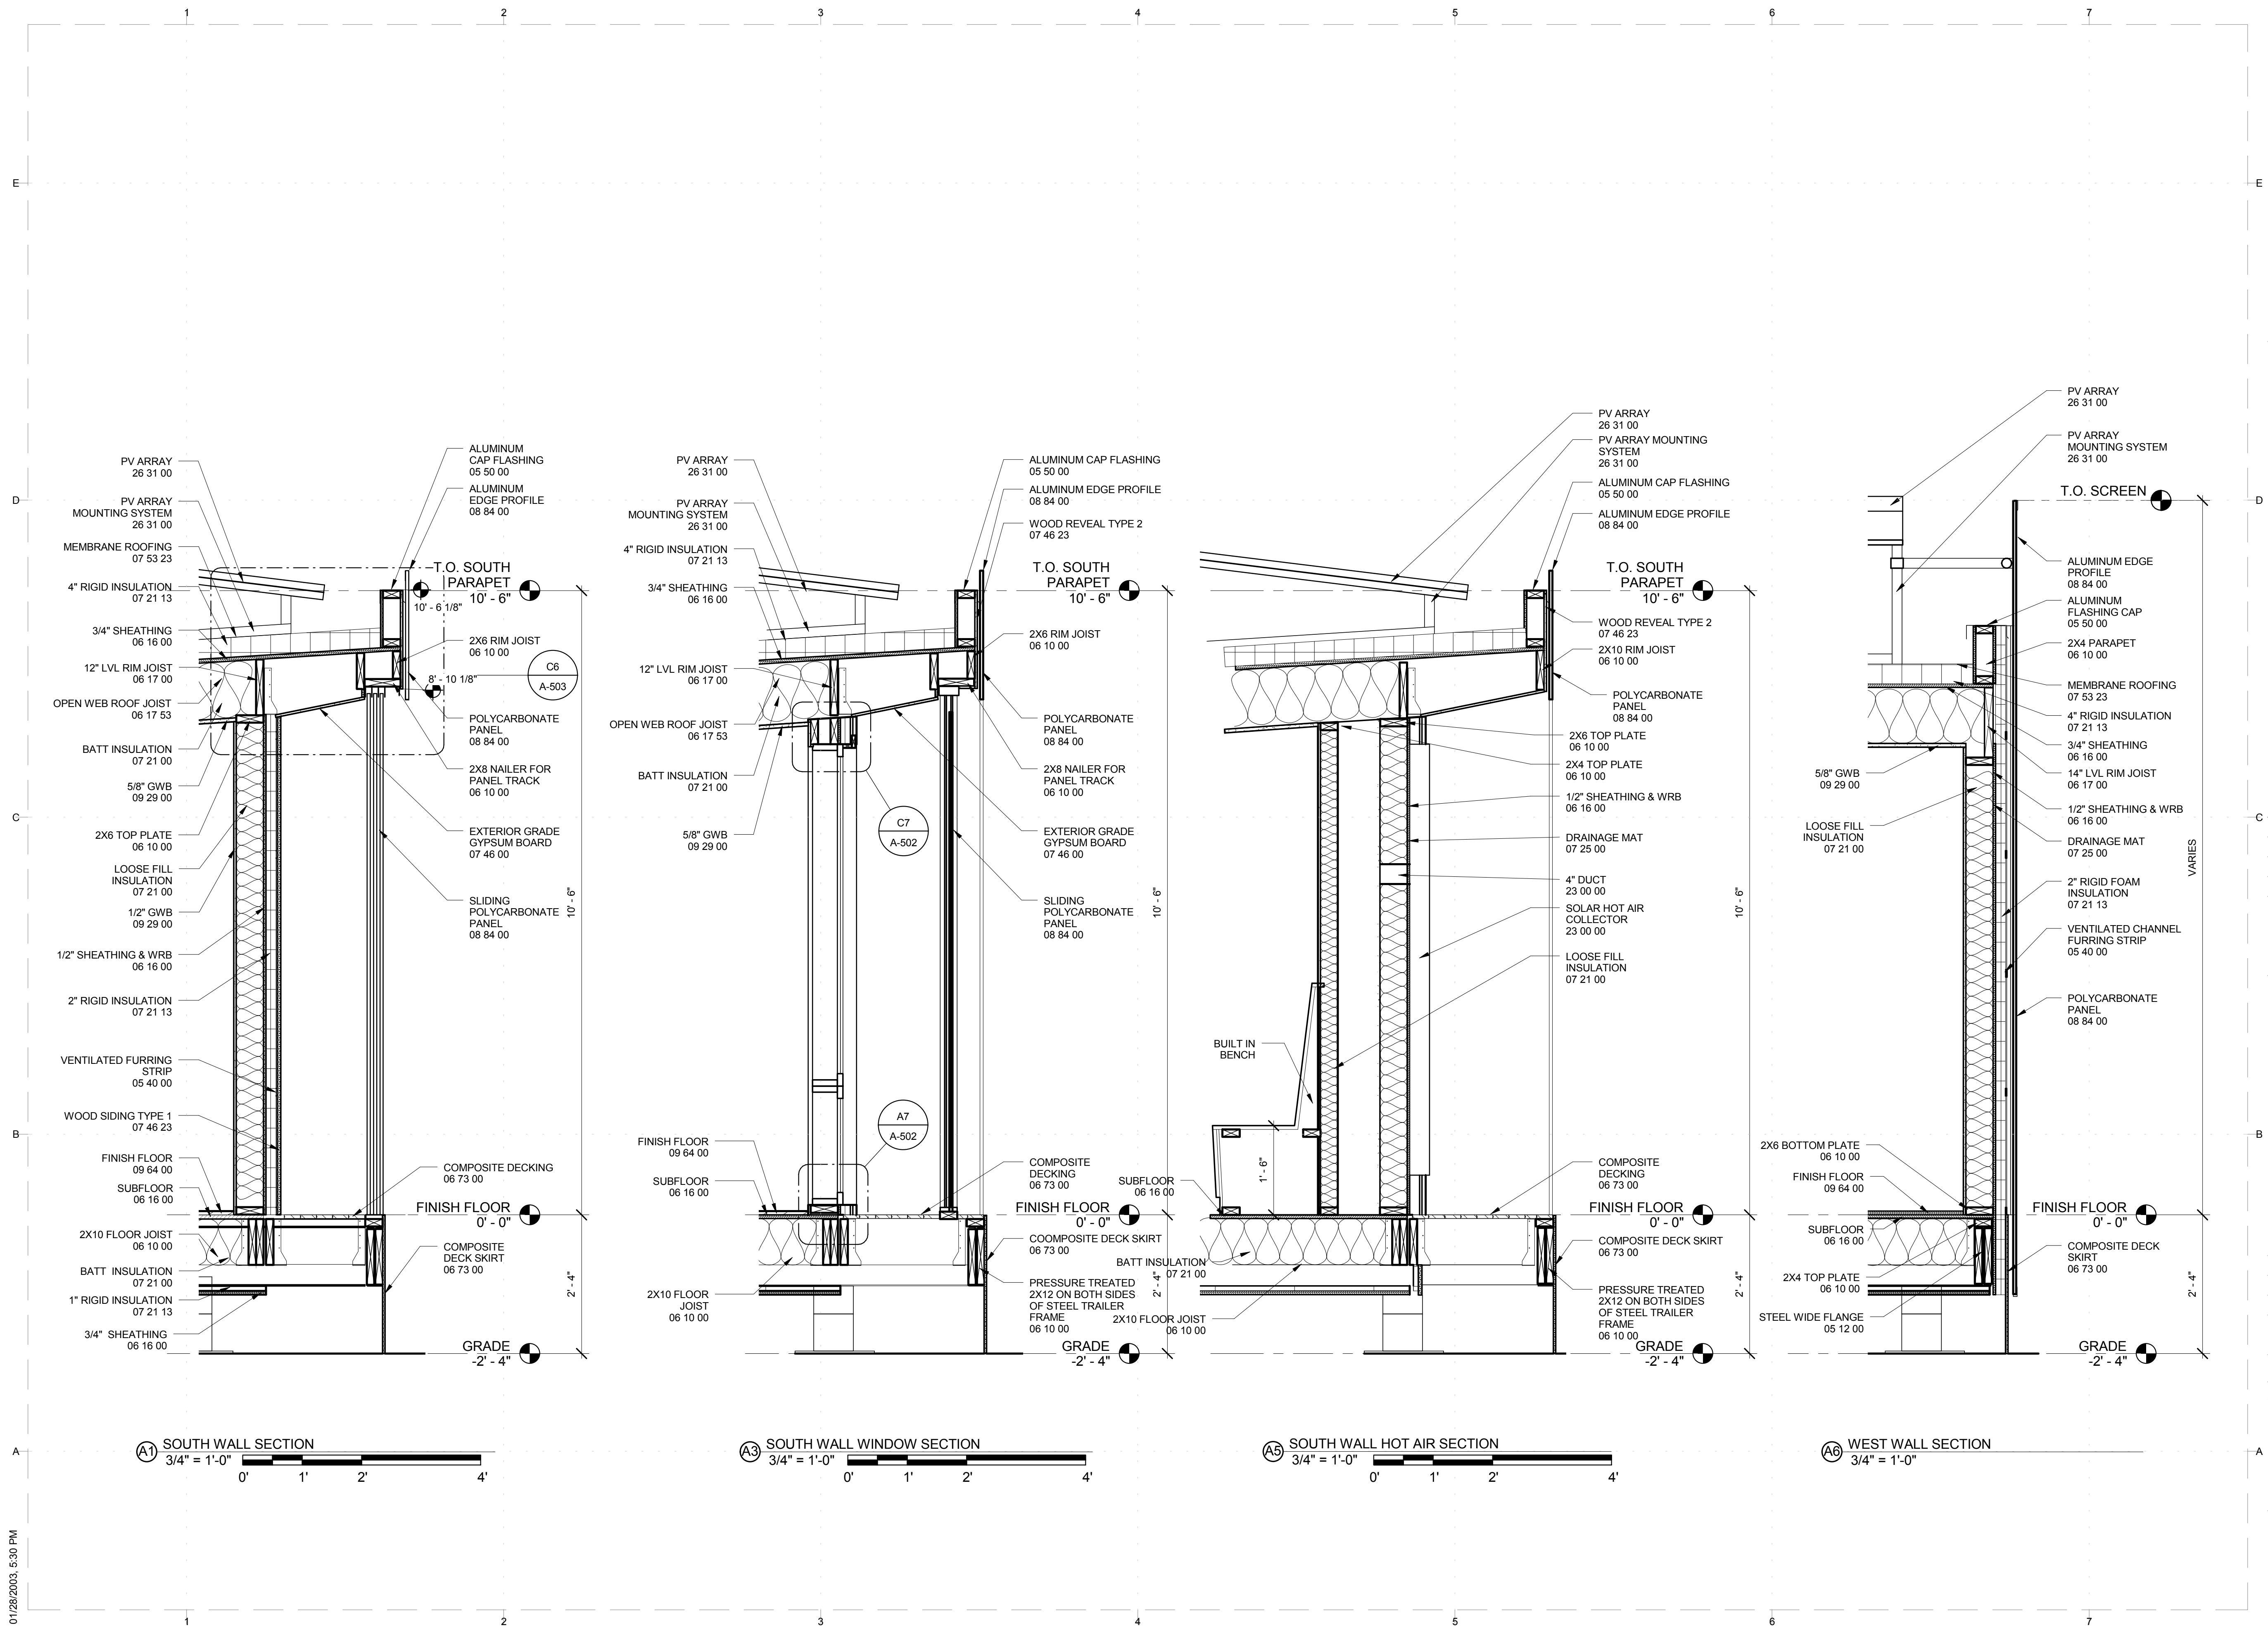 1 2 3 4 5 6 7
E E
D D
C C
B B
A A
PV ARRAY
26 31 00
PV ARRAY
MOUNTING SYSTEM
26 31 00
MEMBRANE ROOFING
07 53 23
4" RIGID INSULATION
07 21 13
3/4" SHEATHING
06 16 00
12" LVL RIM JOIST
06 17 00
OPEN WEB ROOF JOIST
06 17 53
BATT INSULATION
07 21 00
5/8" GWB
09 29 00
2X6 TOP PLATE
06 10 00
LOOSE FILL
INSULATION
07 21 00
1/2" GWB
09 29 00
1/2" SHEATHING & WRB
06 16 00
2" RIGID INSULATION
07 21 13
VENTILATED FURRING
STRIP
05 40 00
WOOD SIDING TYPE 1
07 46 23
FINISH FLOOR
09 64 00
SUBFLOOR
06 16 00
2X10 FLOOR JOIST
06 10 00
BATT INSULATION
07 21 00
1" RIGID INSULATION
07 21 13
3/4" SHEATHING
06 16 00
ALUMINUM
CAP FLASHING
05 50 00
ALUMINUM
EDGE PROFILE
08 84 00
T.O. SOUTH
PARAPET
10' - 6"
10' - 6 1/8"
2X6 RIM JOIST
06 10 00
C6
A-503
8' - 10 1/8"
POLYCARBONATE
PANEL
08 84 00
2X8 NAILER FOR
PANEL TRACK
06 10 00
EXTERIOR GRADE
GYPSUM BOARD
07 46 00
SLIDING
POLYCARBONATE
PANEL
08 84 00
10' - 6"
COMPOSITE DECKING
06 73 00
FINISH FLOOR
0' - 0"
COMPOSITE
DECK SKIRT
06 73 00
2' - 4"
GRADE
-2' - 4"
A1 SOUTH WALL SECTION
3/4" = 1'-0"
0' 1' 2' 4'
PV ARRAY
26 31 00
PV ARRAY
MOUNTING SYSTEM
26 31 00
4" RIGID INSULATION
07 21 13
3/4" SHEATHING
06 16 00
12" LVL RIM JOIST
06 17 00
OPEN WEB ROOF JOIST
06 17 53
BATT INSULATION
07 21 00
5/8" GWB
09 29 00
C7
A-502
A7
A-502
FINISH FLOOR
09 64 00
SUBFLOOR
06 16 00
2X10 FLOOR
JOIST
06 10 00
ALUMINUM CAP FLASHING
05 50 00
ALUMINUM EDGE PROFILE
08 84 00
WOOD REVEAL TYPE 2
07 46 23
T.O. SOUTH
PARAPET
10' - 6"
2X6 RIM JOIST
06 10 00
POLYCARBONATE
PANEL
08 84 00
2X8 NAILER FOR
PANEL TRACK
06 10 00
EXTERIOR GRADE
GYPSUM BOARD
07 46 00
SLIDING
POLYCARBONATE
PANEL
08 84 00
10' - 6"
COMPOSITE
DECKING
06 73 00
FINISH FLOOR
0' - 0"
COOMPOSITE DECK SKIRT
06 73 00
PRESSURE TREATED
2X12 ON BOTH SIDES
OF STEEL TRAILER
FRAME
06 10 00
2' - 4"
GRADE
-2' - 4"
A3 SOUTH WALL WINDOW SECTION
3/4" = 1'-0"
0' 1' 2' 4'
BUILT IN
BENCH
1' - 6"
SUBFLOOR
06 16 00
BATT INSULATION
07 21 00
2X10 FLOOR JOIST
06 10 00
PV ARRAY
26 31 00
PV ARRAY MOUNTING
SYSTEM
26 31 00
ALUMINUM CAP FLASHING
05 50 00
ALUMINUM EDGE PROFILE
08 84 00
T.O. SOUTH
PARAPET
10' - 6"
WOOD REVEAL TYPE 2
07 46 23
2X10 RIM JOIST
06 10 00
POLYCARBONATE
PANEL
08 84 00
2X6 TOP PLATE
06 10 00
2X4 TOP PLATE
06 10 00
1/2" SHEATHING & WRB
06 16 00
DRAINAGE MAT
07 25 00
4" DUCT
23 00 00
SOLAR HOT AIR
COLLECTOR
23 00 00
LOOSE FILL
INSULATION
07 21 00
10' - 6"
COMPOSITE
DECKING
06 73 00
FINISH FLOOR
0' - 0"
COMPOSITE DECK SKIRT
06 73 00
PRESSURE TREATED
2X12 ON BOTH SIDES
OF STEEL TRAILER
FRAME
06 10 00
2' - 4"
GRADE
-2' - 4"
A5 SOUTH WALL HOT AIR SECTION
3/4" = 1'-0"
0' 1' 2' 4'
5/8" GWB
09 29 00
LOOSE FILL
INSULATION
07 21 00
2X6 BOTTOM PLATE
06 10 00
FINISH FLOOR
09 64 00
SUBFLOOR
06 16 00
2X4 TOP PLATE
06 10 00
STEEL WIDE FLANGE
05 12 00
PV ARRAY
26 31 00
PV ARRAY
MOUNTING SYSTEM
26 31 00
T.O. SCREEN
ALUMINUM EDGE
PROFILE
08 84 00
ALUMINUM
FLASHING CAP
05 50 00
2X4 PARAPET
06 10 00
MEMBRANE ROOFING
07 53 23
4" RIGID INSULATION
07 21 13
3/4" SHEATHING
06 16 00
14" LVL RIM JOIST
06 17 00
1/2" SHEATHING & WRB
06 16 00
DRAINAGE MAT
07 25 00
2" RIGID FOAM
INSULATION
07 21 13
VENTILATED CHANNEL
FURRING STRIP
05 40 00
POLYCARBONATE
PANEL
08 84 00
VARIES
FINISH FLOOR
0' - 0"
COMPOSITE DECK
SKIRT
06 73 00
2' - 4"
GRADE
-2' - 4"
A6 WEST WALL SECTION
3/4" = 1'-0"
01/28/2003, 5:30 PM
1 2 3 4 5 6 7